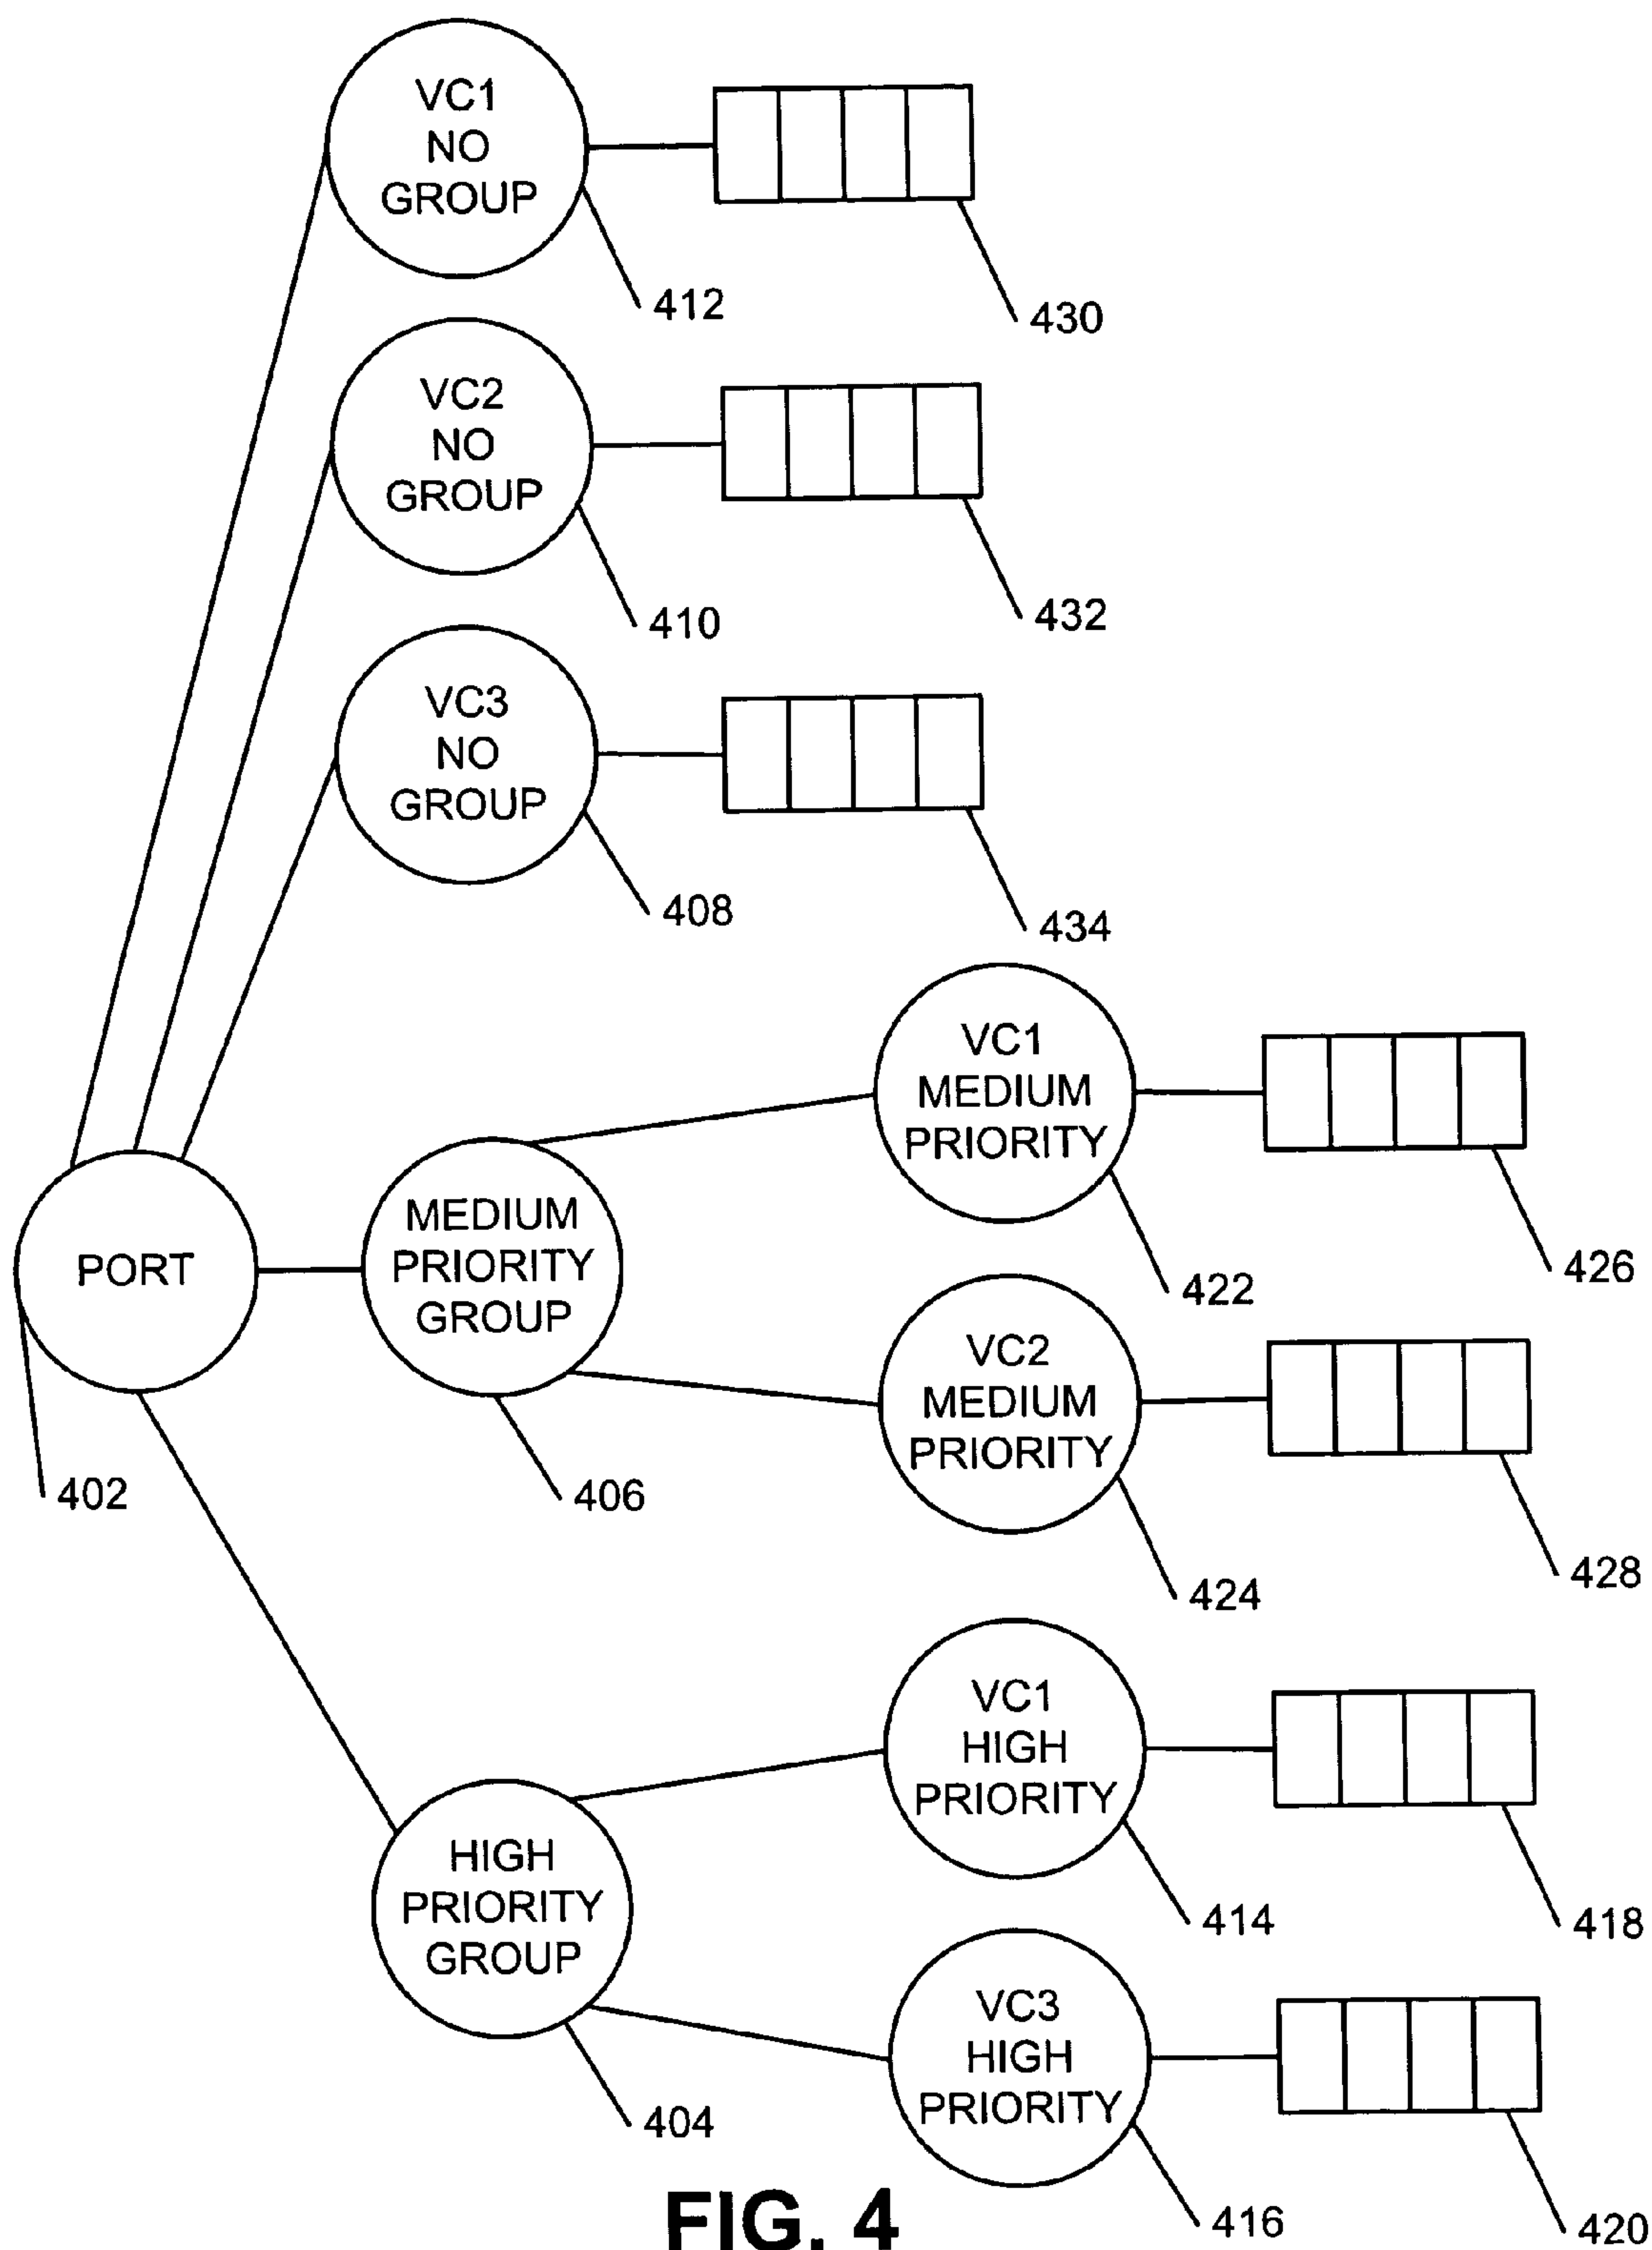 VC1
NO
GROUP
412
430
VC2
NO
GROUP
410
432
VC3
NO
GROUP
408
434
VC1
MEDIUM
PRIORITY
422
426
PORT
402
MEDIUM
PRIORITY
GROUP
406
VC2
MEDIUM
PRIORITY
424
428
VC1
HIGH
PRIORITY
414
418
HIGH
PRIORITY
GROUP
404
VC3
HIGH
PRIORITY
416
420
FIG. 4